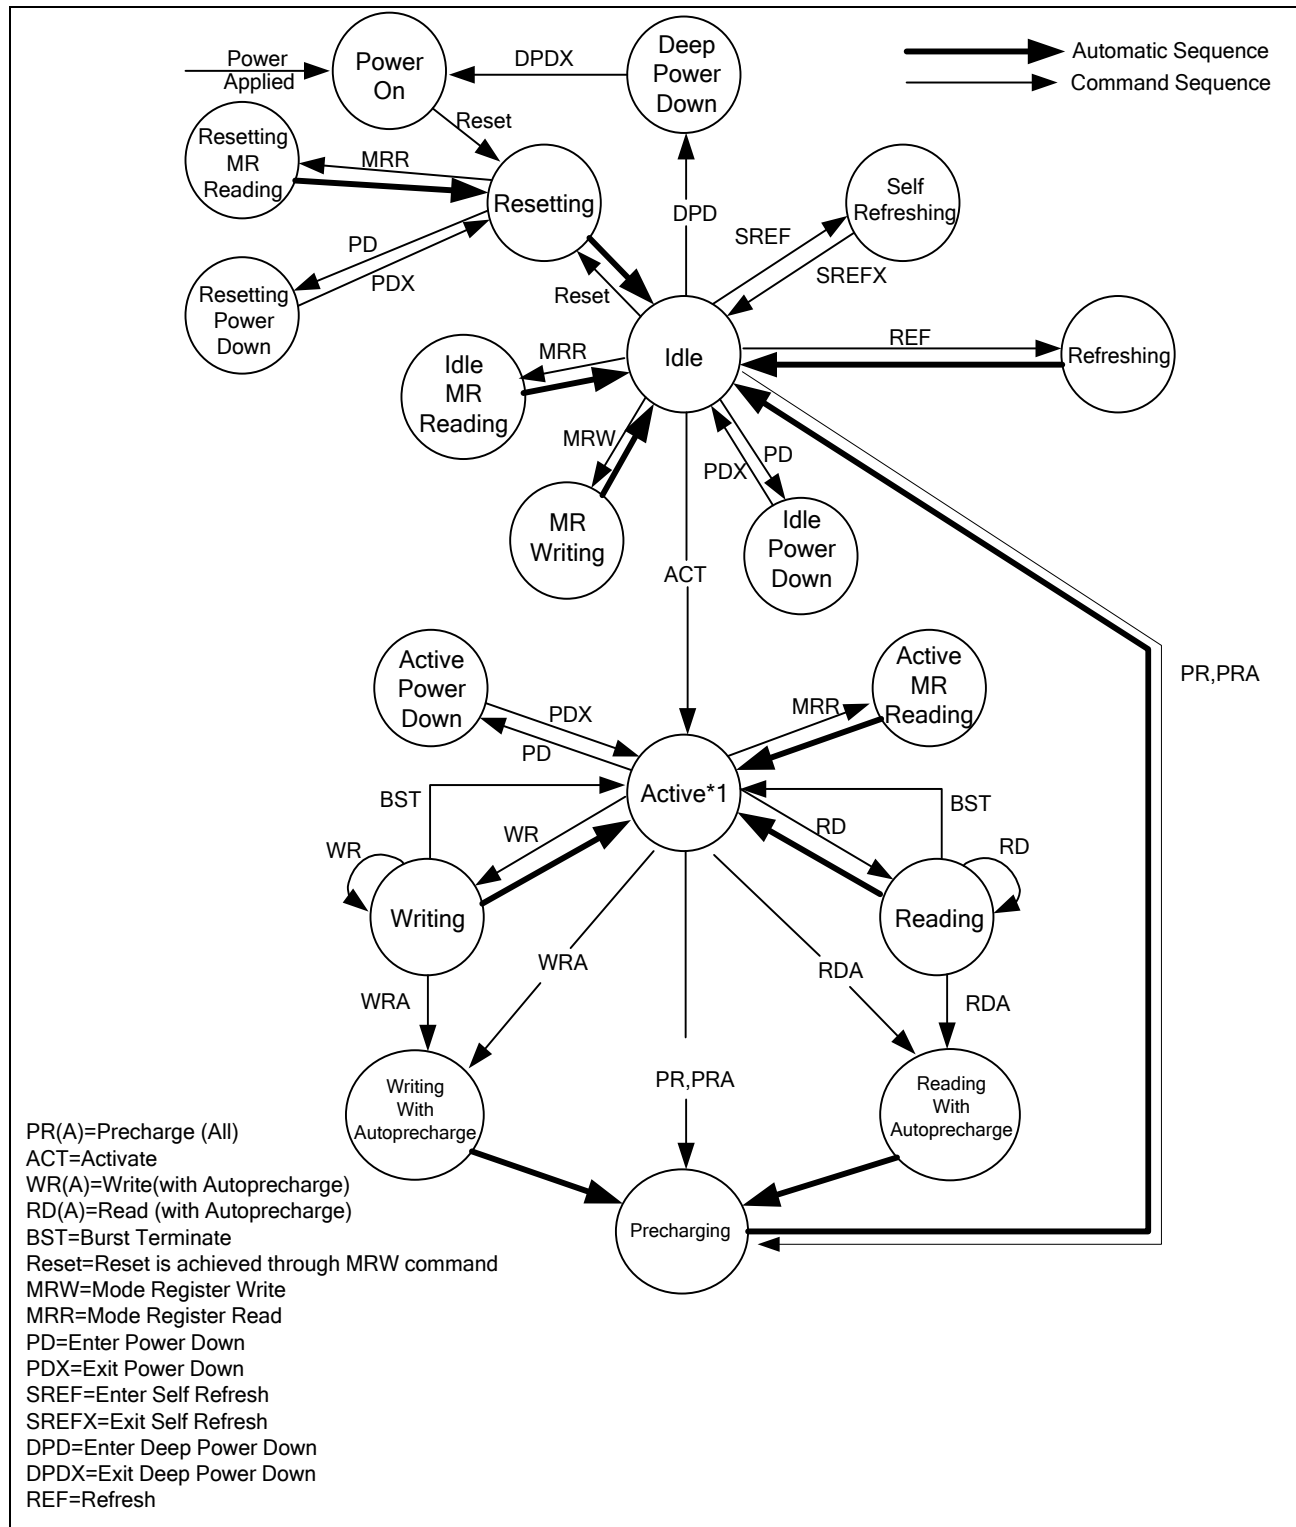 Power
Applied
Power
On
DPDX
Deep
Power
Down
Automatic Sequence
Command Sequence
Reset
Resetting
MR
Reading
MRR
Resetting
PD
PDX
Resetting
Power
Down
DPD
Self
Refreshing
SREF
SREFX
Reset
Idle
REF
Refreshing
MRR
Idle
MR
Reading
MRW
MR
Writing
PD
PDX
Idle
Power
Down
ACT
PR,PRA
Active
Power
Down
PDX
PD
Active
MR
Reading
MRR
Active*1
BST
BST
WR
RD
WR
RD
Writing
Reading
WRA
WRA
RDA
RDA
Writing
With
Autoprecharge
PR,PRA
Reading
With
Autoprecharge
Precharging
PR(A)=Precharge (All)
ACT=Activate
WR(A)=Write(with Autoprecharge)
RD(A)=Read (with Autoprecharge)
BST=Burst Terminate
Reset=Reset is achieved through MRW command
MRW=Mode Register Write
MRR=Mode Register Read
PD=Enter Power Down
PDX=Exit Power Down
SREF=Enter Self Refresh
SREFX=Exit Self Refresh
DPD=Enter Deep Power Down
DPDX=Exit Deep Power Down
REF=Refresh